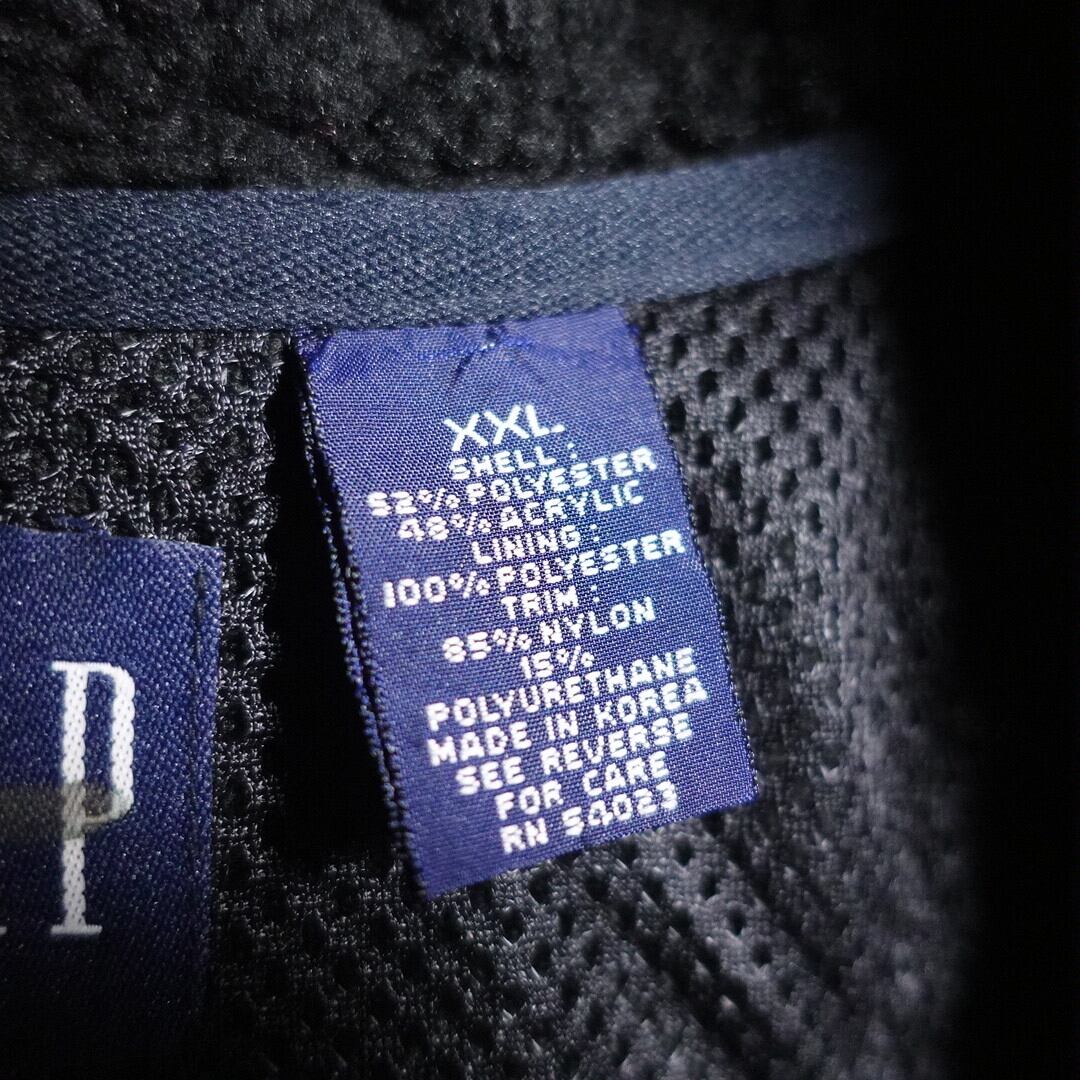 XXL
SHELL :
52% POLYESTER
48% ACRYLIC
LINING :
100% POLYESTER
TRIM :
85% NYLON
15%
POLYURETHANE
MADE IN KOREA
SEE REVERSE
FOR CARE
RN 54023
P